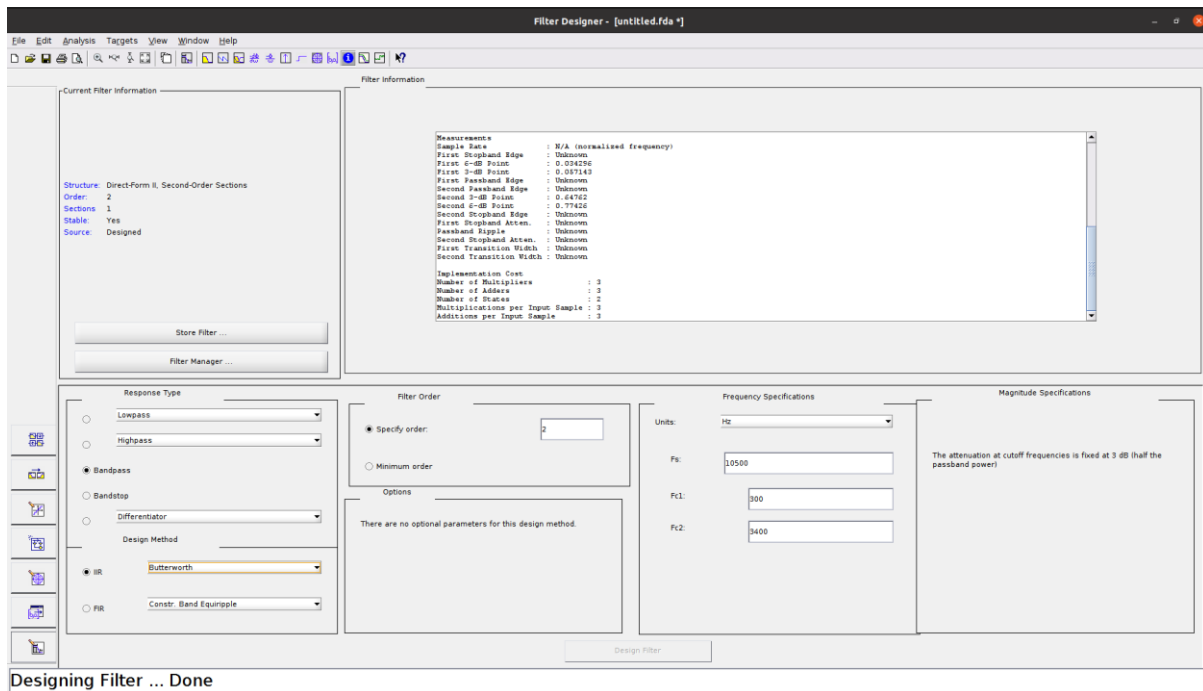 Filter Designer - [untitled.fda *]
File Edit Analysis Targets View Window Help
Current Filter Information
Structure: Direct-Form II, Second-Order Sections
Order: 2
Sections 1
Stable: Yes
Source: Designed
Store Filter ...
Filter Manager ...
Filter Information
Measurements
Sample Rate : N/A (normalized frequency)
First Stopband Edge : Unknown
First 6-dB Point : 0.034296
First 3-dB Point : 0.057143
First Passband Edge : Unknown
Second Passband Edge : Unknown
Second 3-dB Point : 0.64762
Second 6-dB Point : 0.77426
Second Stopband Edge : Unknown
First Stopband Atten. : Unknown
Passband Ripple : Unknown
Second Stopband Atten. : Unknown
First Transition Width : Unknown
Second Transition Width : Unknown
Implementation Cost
Number of Multipliers : 3
Number of Adders : 3
Number of States : 2
Multiplications per Input Sample : 3
Additions per Input Sample : 3
Response Type
Lowpass
Highpass
Bandpass
Bandstop
Differentiator
Design Method
IIR Butterworth
FIR Constr. Band Equiripple
Filter Order
Specify order: 2
Minimum order
Options
There are no optional parameters for this design method.
Frequency Specifications
Units: Hz
Fs: 10500
Fc1: 300
Fc2: 3400
Magnitude Specifications
The attenuation at cutoff frequencies is fixed at 3 dB (half the
passband power)
Design Filter
Designing Filter ... Done